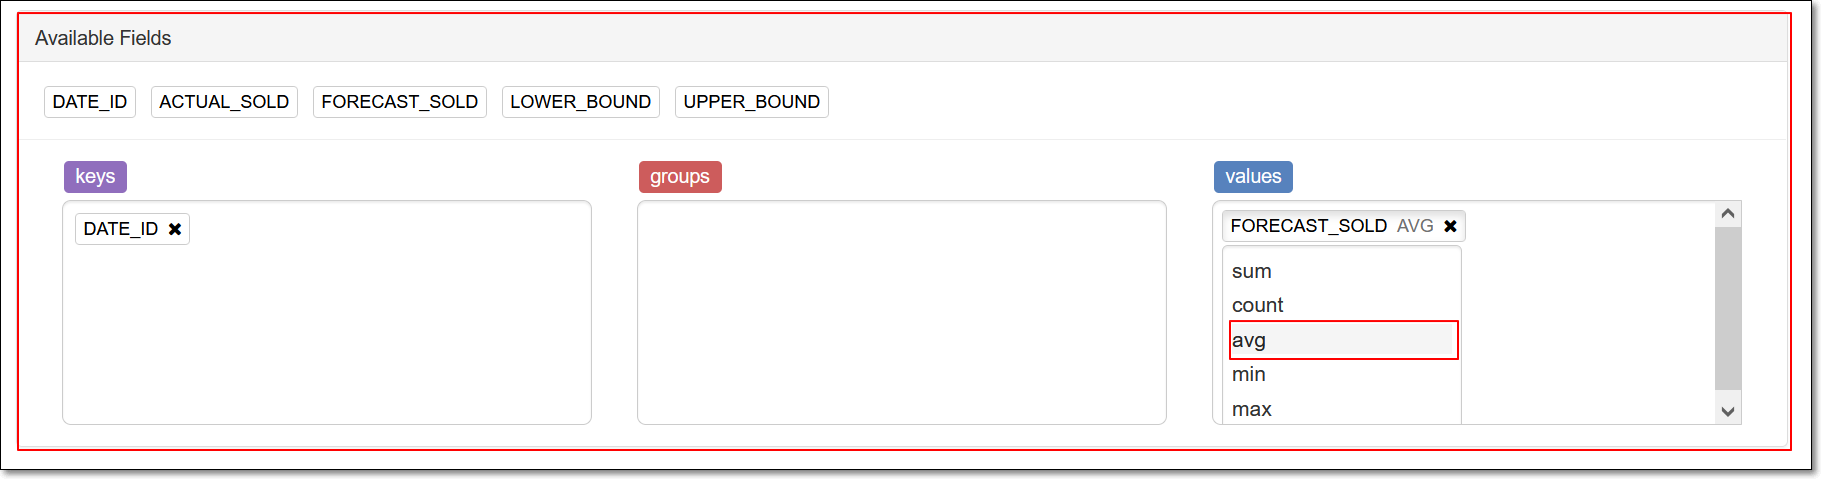 Available Fields
DATE_ID ACTUAL_SOLD FORECAST_SOLD LOWER_BOUND UPPER_BOUND
keys groups values
DATE_ID ✖
FORECAST_SOLD AVG ✖
sum
count
avg
min
max